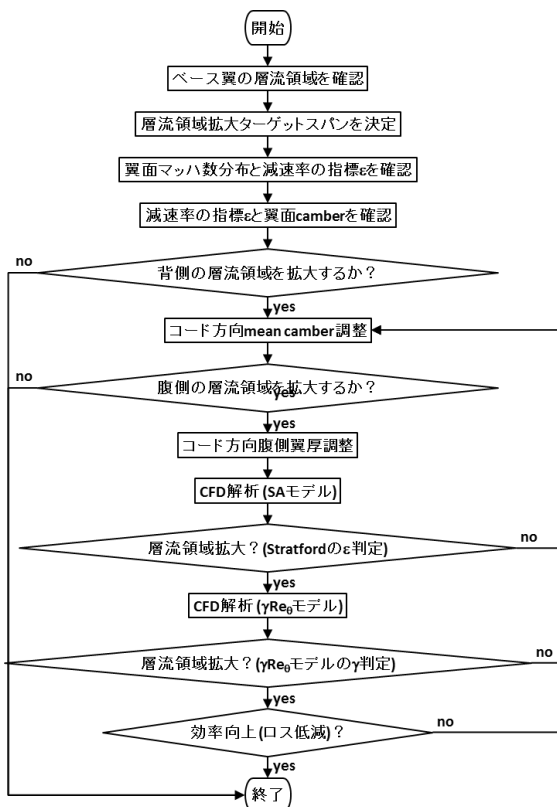 開始
ベース翼の層流領域を確認
層流領域拡大ターゲットスパンを決定
翼面マッハ数分布と減速率の指標εを確認
減速率の指標εと翼面camberを確認
no
背側の層流領域を拡大するか？
yes
コード方向mean camber調整
no
腹側の層流領域を拡大するか？
yes
yes
コード方向腹側翼厚調整
CFD解析(SAモデル)
層流領域拡大？(Stratfordのε判定)
no
yes
CFD解析(γReθモデル)
層流領域拡大？(γReθモデルのγ判定)
no
yes
効率向上(ロス低減)？
no
yes
終了